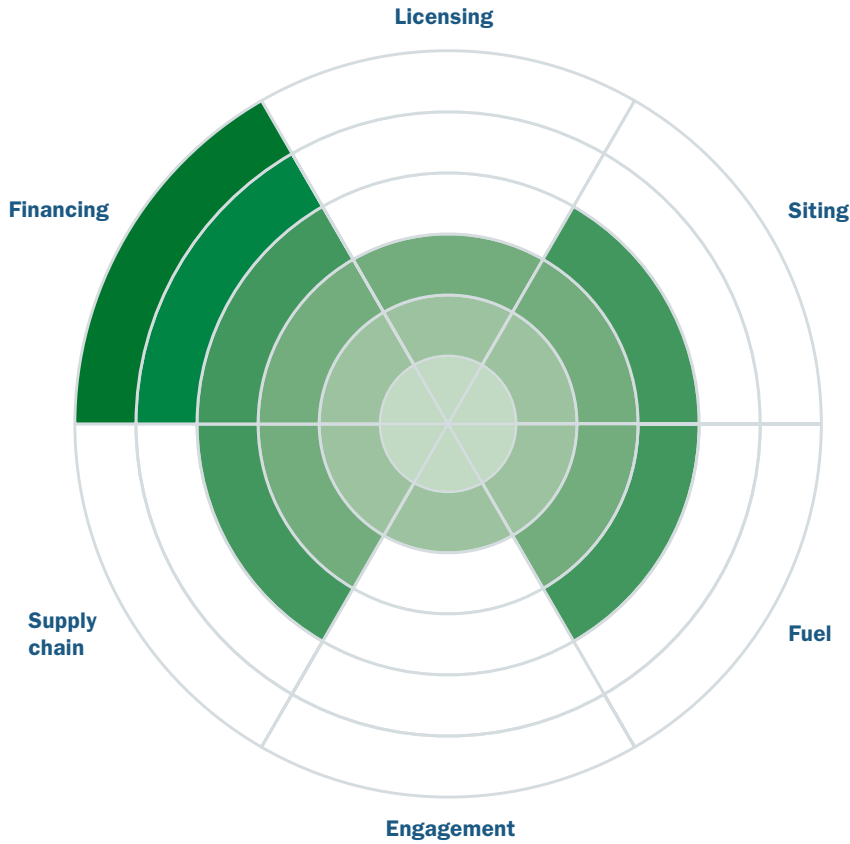 Licensing
Financing
Siting
Supply
chain
Fuel
Engagement